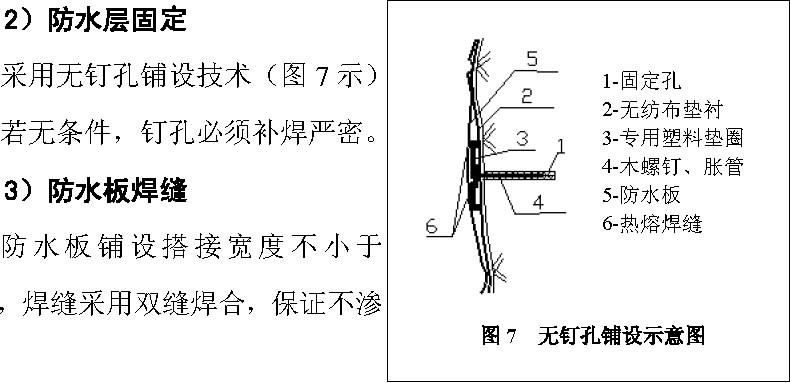 2）防水层固定
采用无钉孔铺设技术（图 7 示）
若无条件，钉孔必须补焊严密。
3）防水板焊缝
防水板铺设搭接宽度不小于
，焊缝采用双缝焊合，保证不渗
5
2
3
1
4
6
1-固定孔
2-无纺布垫衬
3-专用塑料垫圈
4-木螺钉、胀管
5-防水板
6-热熔焊缝
图 7　无钉孔铺设示意图